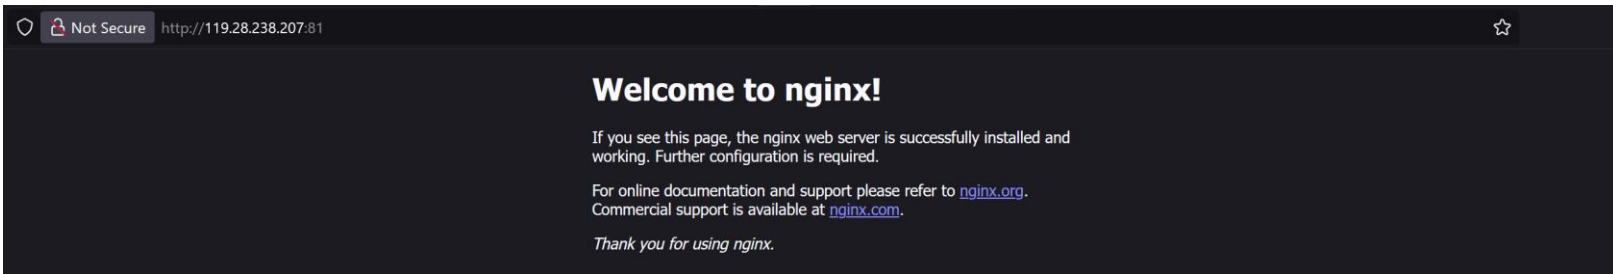 Not Secure http://119.28.238.207:81
Welcome to nginx!
If you see this page, the nginx web server is successfully installed and
working. Further configuration is required.
For online documentation and support please refer to nginx.org.
Commercial support is available at nginx.com.
Thank you for using nginx.